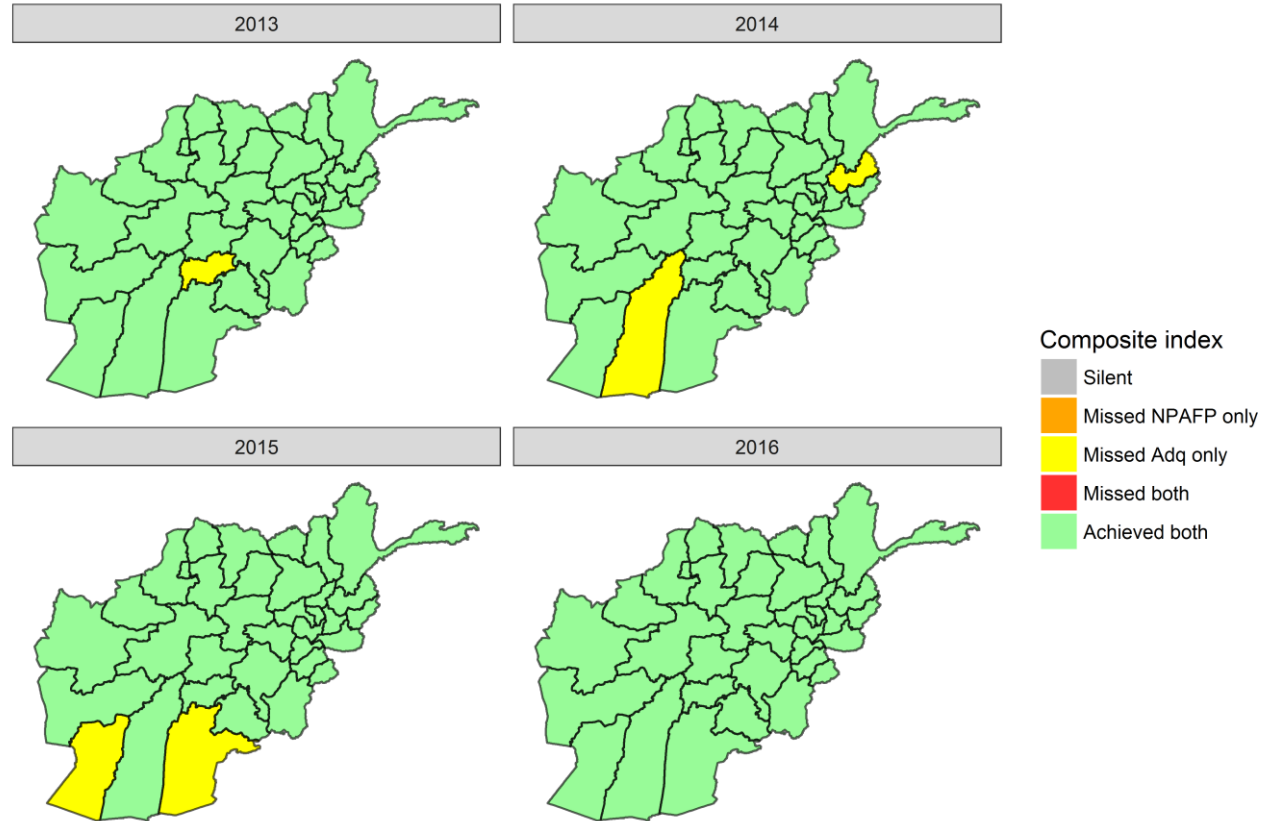 2013
2014
2015
2016
Composite index
Silent
Missed NPAFP only
Missed Adq only
Missed both
Achieved both